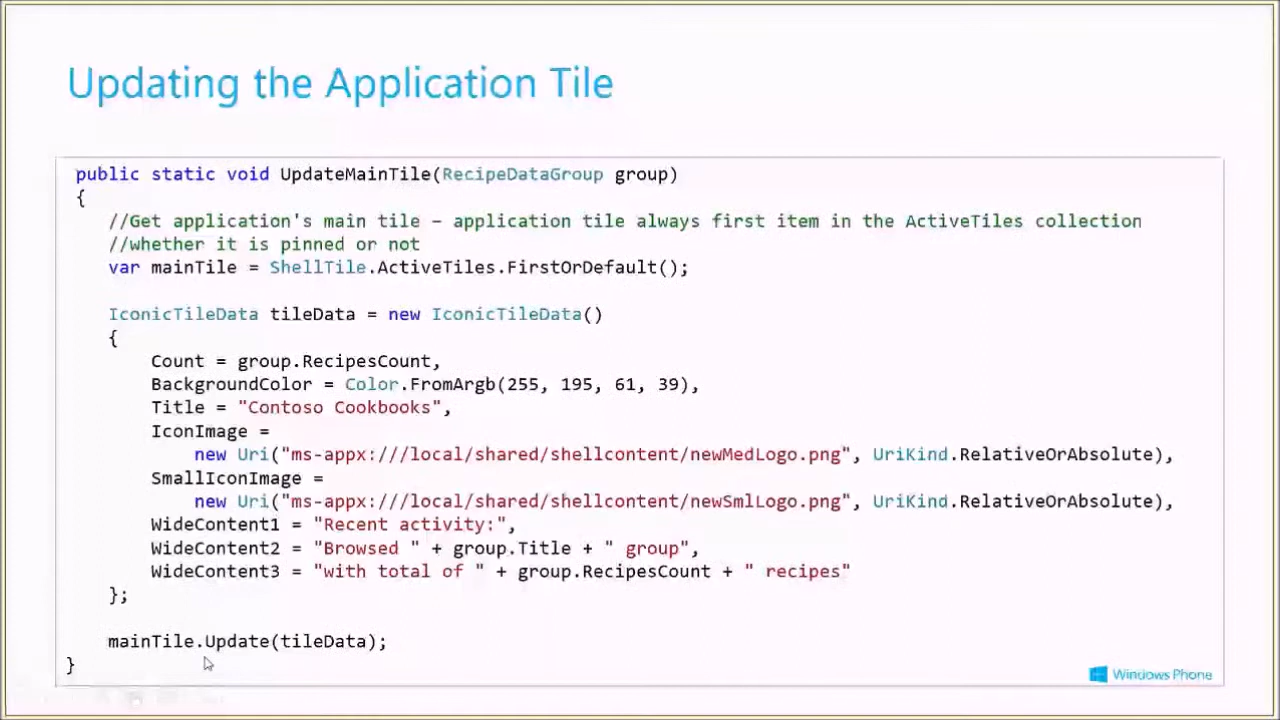 Updating the Application Tile
public static void UpdateMainTile(RecipeDataGroup group)
{
//Get application's main tile – application tile always first item in the ActiveTiles collection
//whether it is pinned or not
var mainTile = ShellTile.ActiveTiles.FirstOrDefault();
IconicTileData tileData = new IconicTileData()
{
Count = group.RecipesCount,
BackgroundColor = Color.FromArgb(255, 195, 61, 39),
Title = "Contoso Cookbooks",
IconImage =
new Uri("ms-appx:///local/shared/shellcontent/newMedLogo.png", UriKind.RelativeOrAbsolute),
SmallIconImage =
new Uri("ms-appx:///local/shared/shellcontent/newSmlLogo.png", UriKind.RelativeOrAbsolute),
WideContent1 = "Recent activity:",
WideContent2 = "Browsed " + group.Title + " group",
WideContent3 = "with total of " + group.RecipesCount + " recipes"
};
mainTile.Update(tileData);
}
Windows Phone